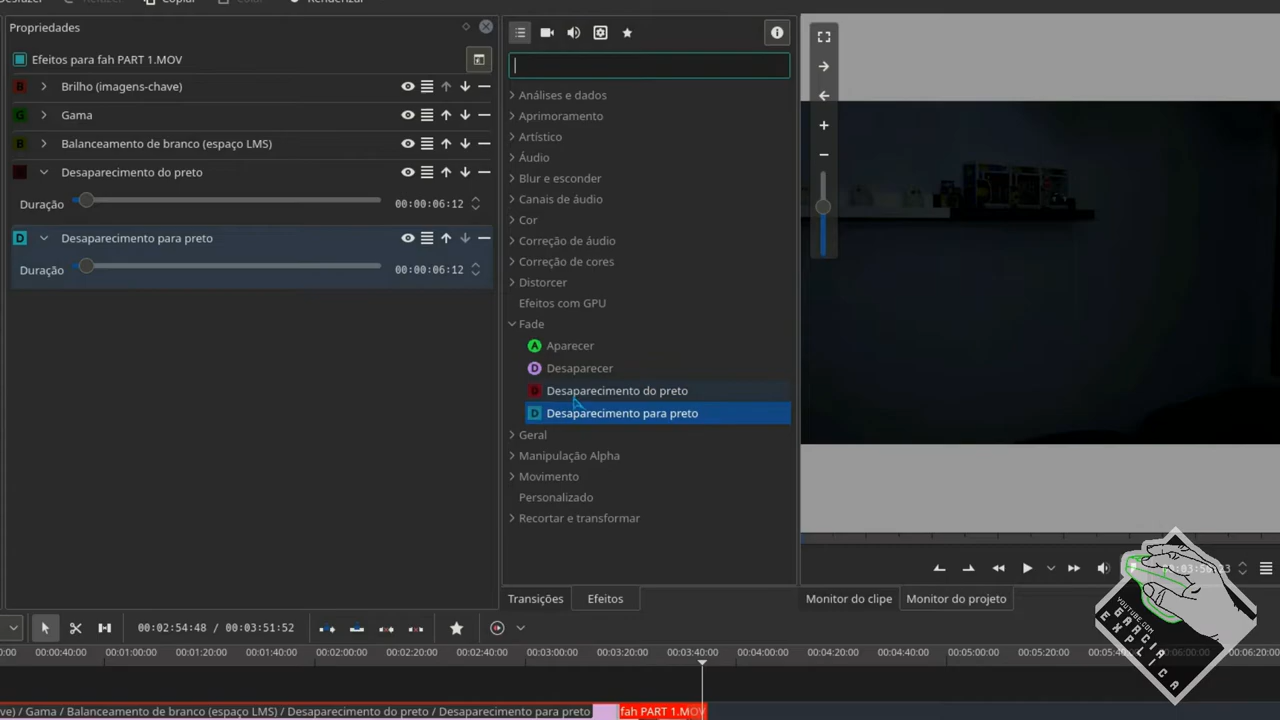 Copiar
Renderizar
Propriedades
Efeitos para fah PART 1.MOV
B Brilho (imagens-chave)
G Gama
B Balanceamento de branco (espaço LMS)
Desaparecimento do preto
Duração 00:00:06:12
D Desaparecimento para preto
Duração 00:00:06:12
Análises e dados
Aprimoramento
Artístico
Áudio
Blur e esconder
Canais de áudio
Cor
Correção de áudio
Correção de cores
Distorcer
Efeitos com GPU
Fade
A Aparecer
D Desaparecer
D Desaparecimento do preto
D Desaparecimento para preto
Geral
Manipulação Alpha
Movimento
Personalizado
Recortar e transformar
Transições Efeitos
Monitor do clipe Monitor do projeto
YOUTUBE.COM
GARCIA
EXPLICA
00:02:54:48 / 00:03:51:52
00:00:40:00 00:01:00:00 00:01:20:00 00:01:40:00 00:02:00:00 00:02:20:00 00:02:40:00 00:03:00:00 00:03:20:00 00:03:40:00 00:04:00:00 00:04:20:00 00:04:40:00 00:05:00:00 00:05:20:00
ve) / Gama / Balanceamento de branco (espaço LMS) / Desaparecimento do preto / Desaparecimento para preto fah PART 1.MOV